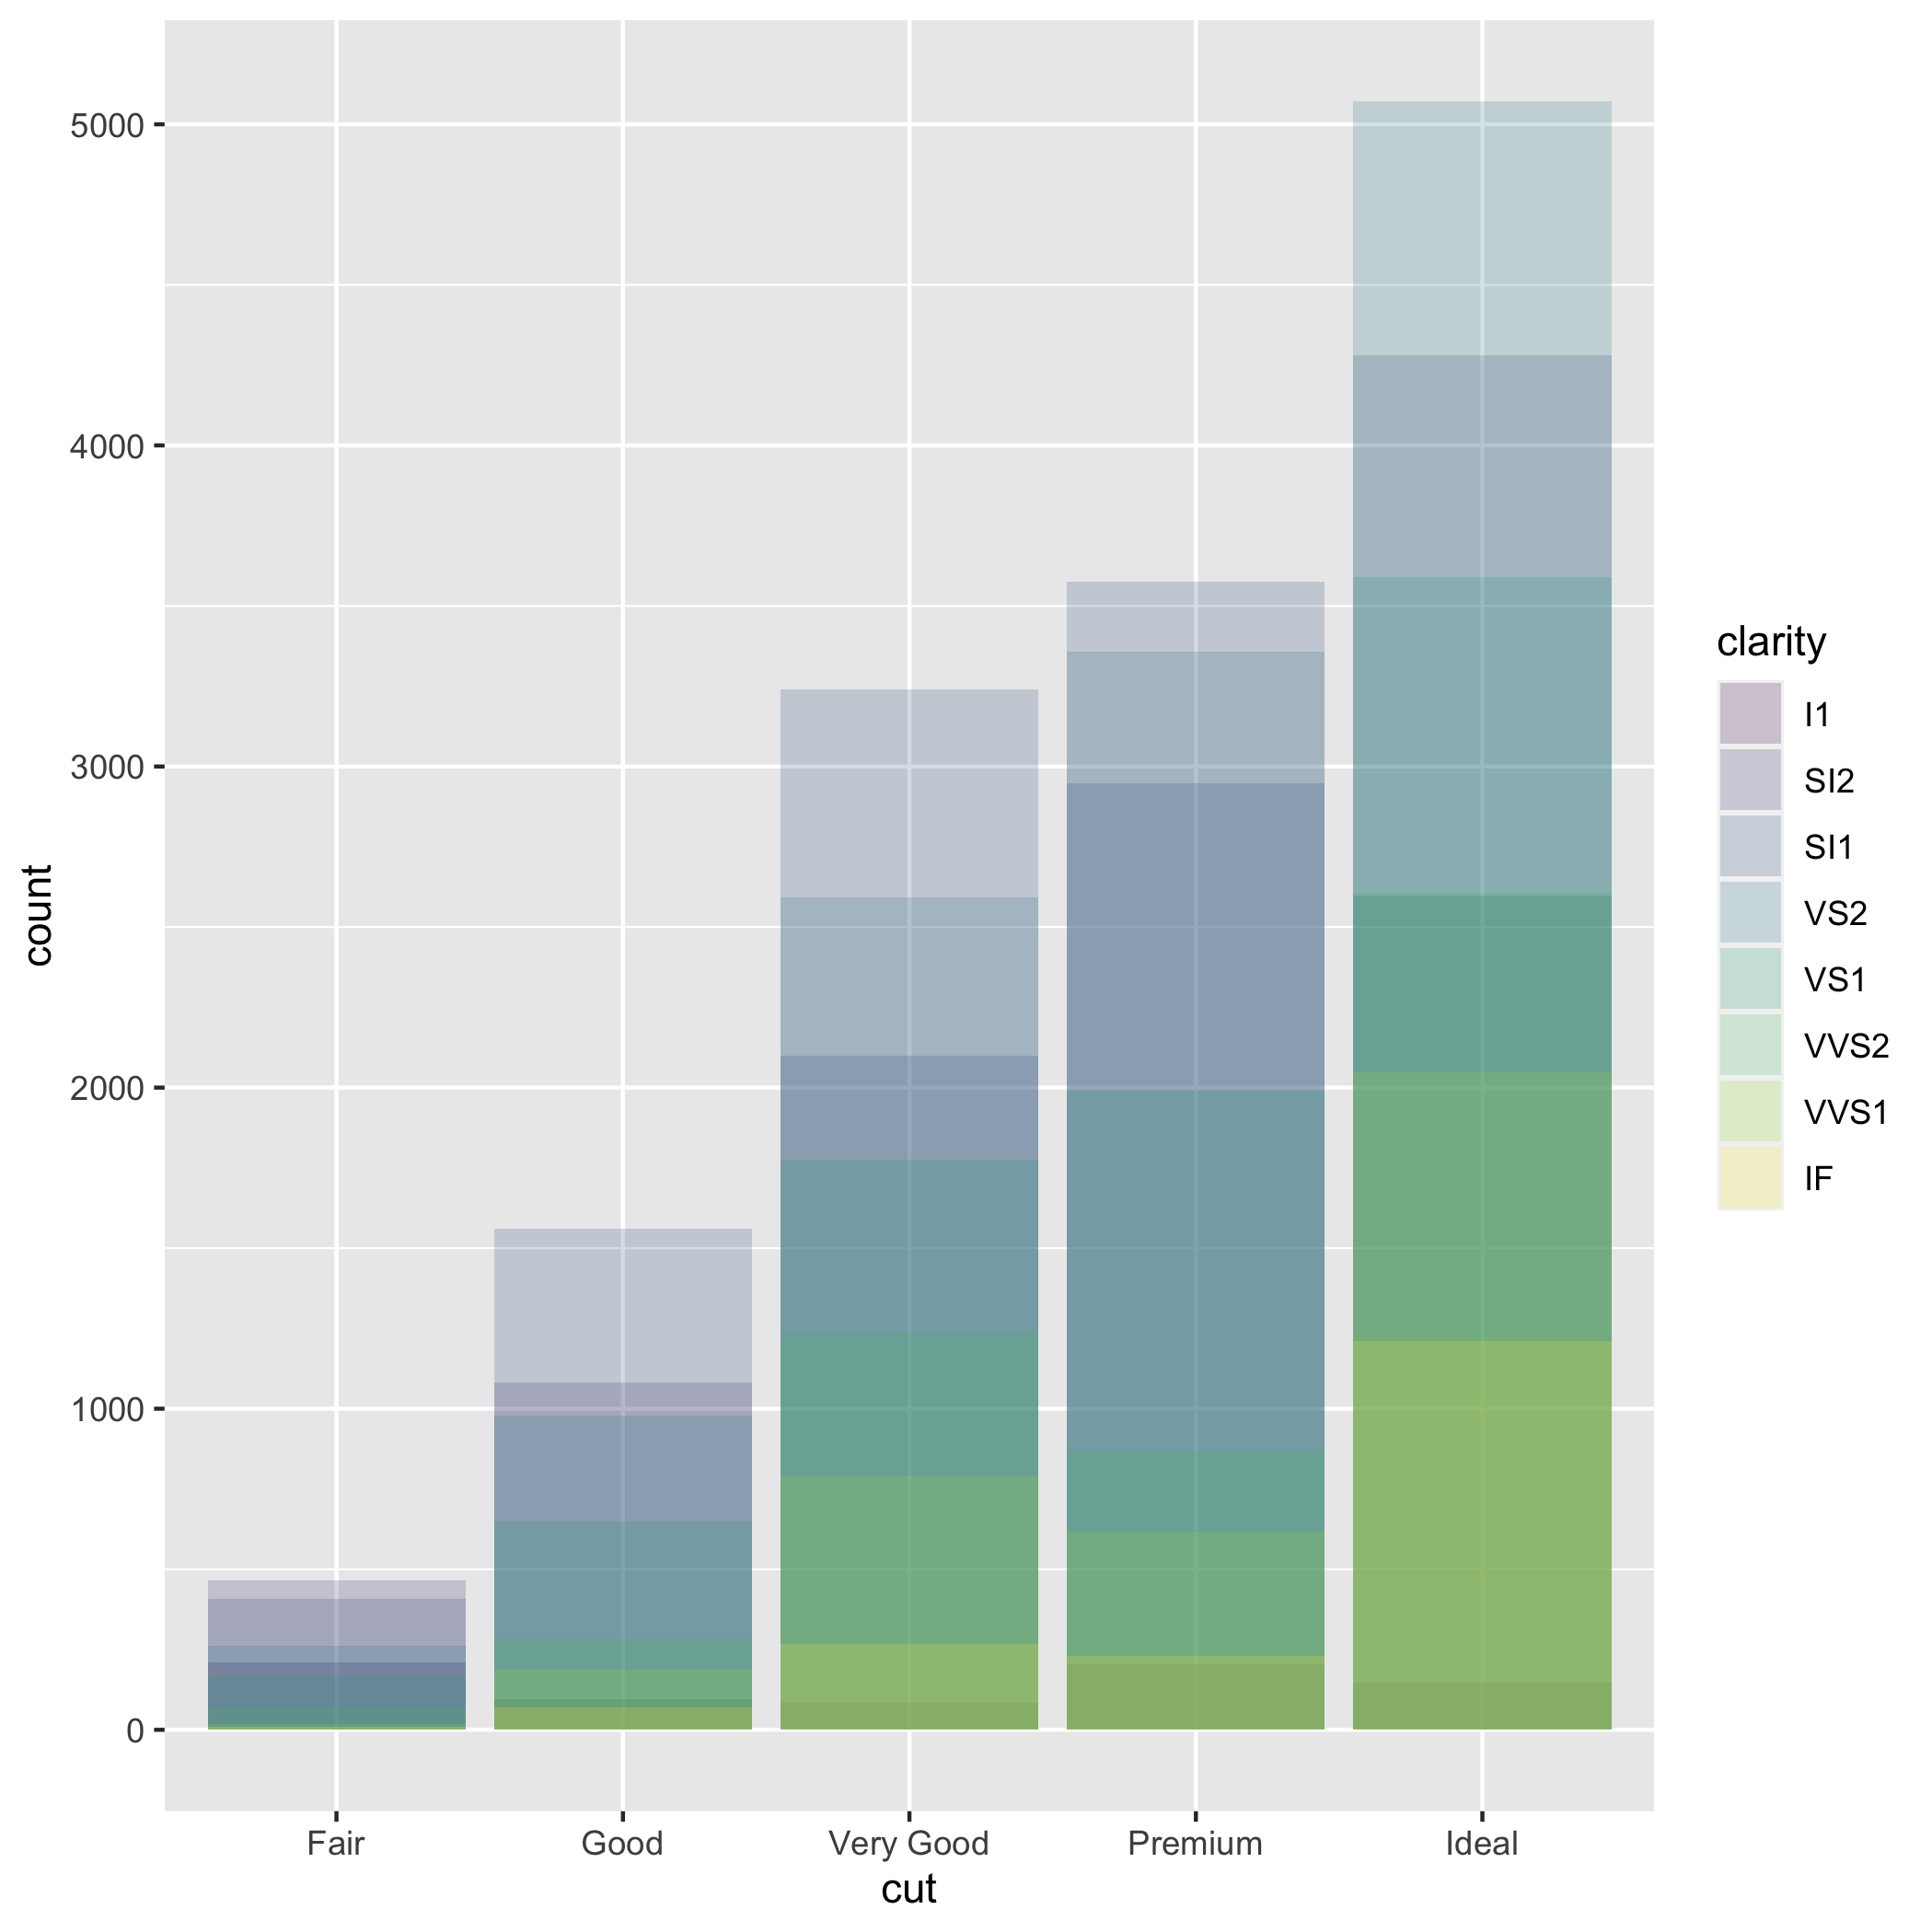 5000
4000
3000
2000
1000
0
count
Fair Good Very Good Premium Ideal
cut
clarity
I1
SI2
SI1
VS2
VS1
VVS2
VVS1
IF